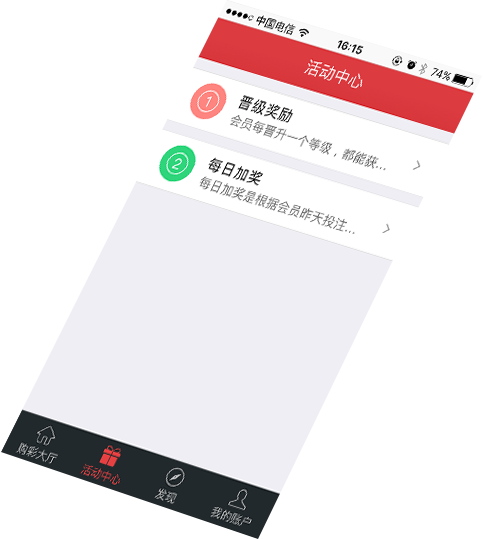 中国电信 16:15 74%
活动中心
1 晋级奖励
会员每晋升一个等级，都能获...
2 每日加奖
每日加奖是根据会员昨天投注...
购彩大厅 活动中心 发现 我的账户